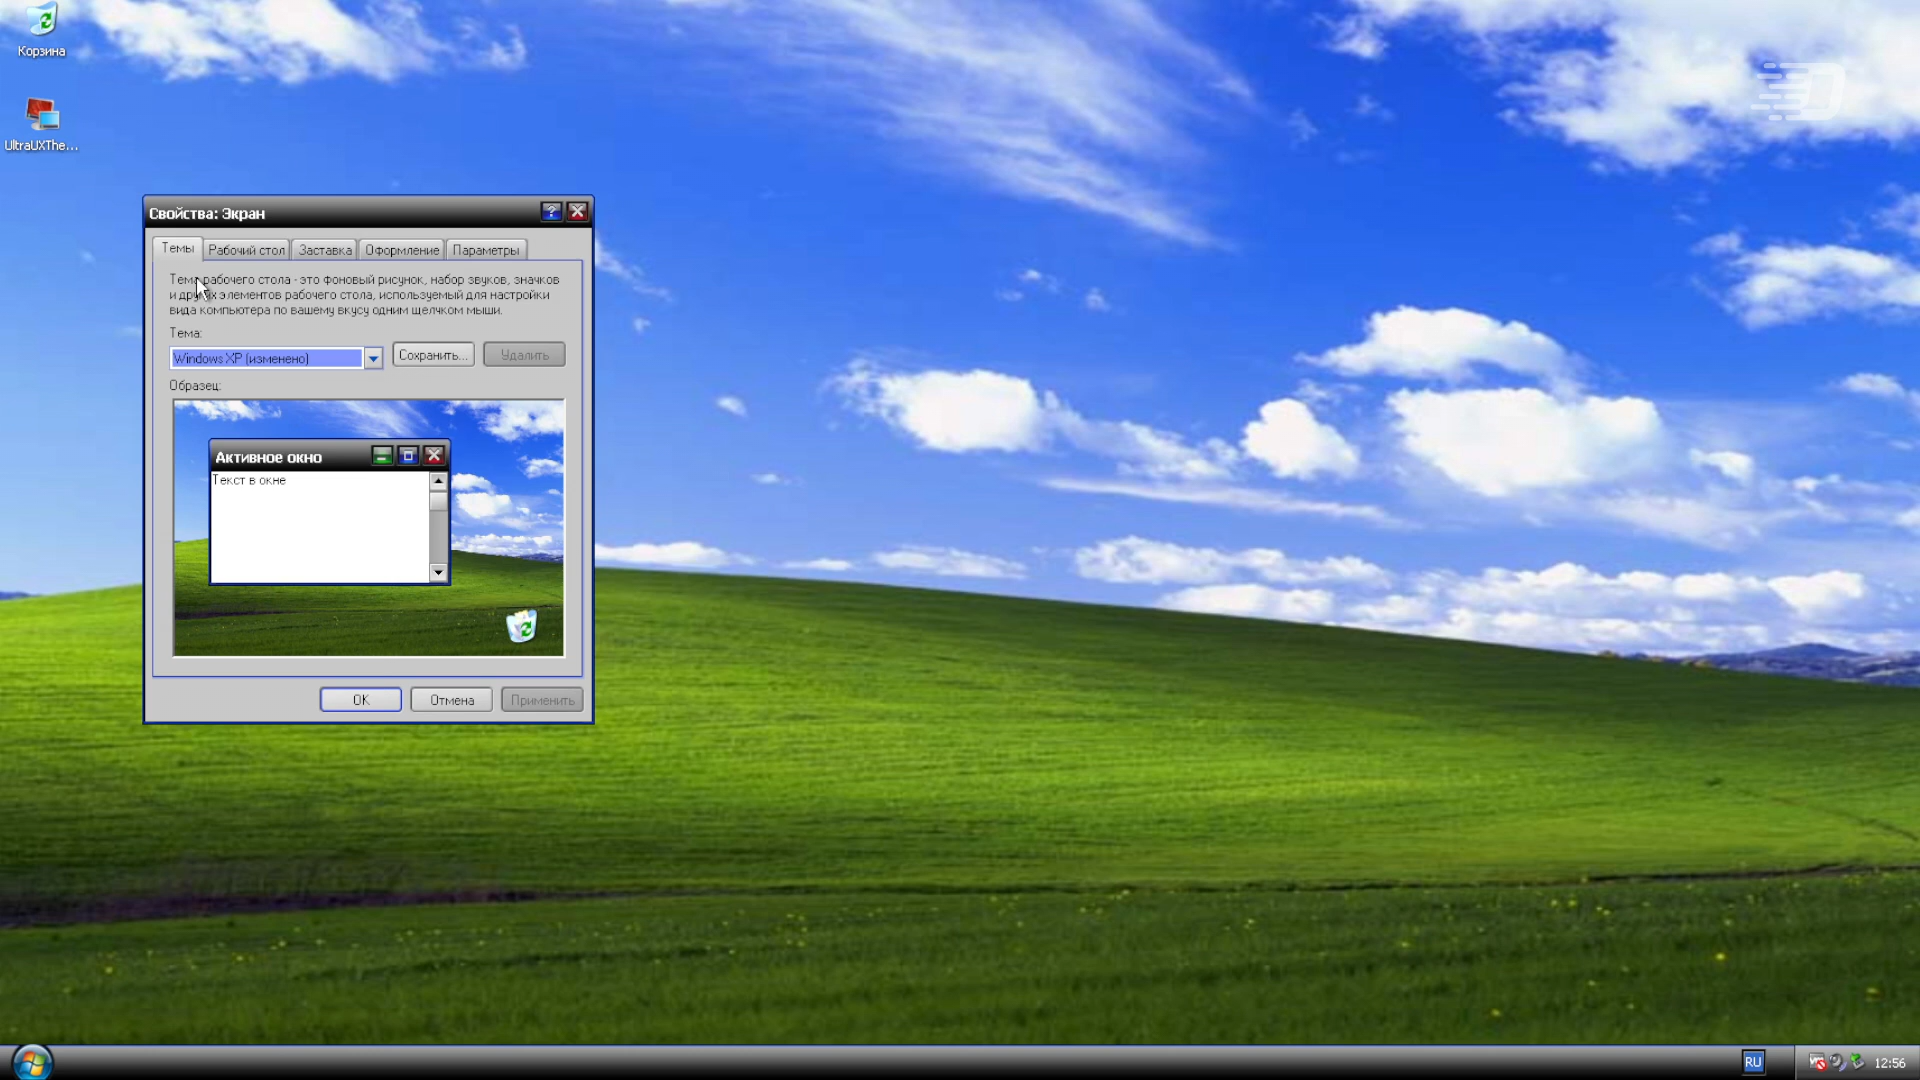 Корзина
UltraUXThe...
Свойства: Экран
Темы
Рабочий стол
Заставка
Оформление
Параметры
Тема рабочего стола - это фоновый рисунок, набор звуков, значков
и других элементов рабочего стола, используемый для настройки
вида компьютера по вашему вкусу одним щелчком мыши.
Тема:
Windows XP (изменено)
Сохранить...
Удалить
Образец:
Активное окно
Текст в окне
OK
Отмена
Применить
RU
12:56